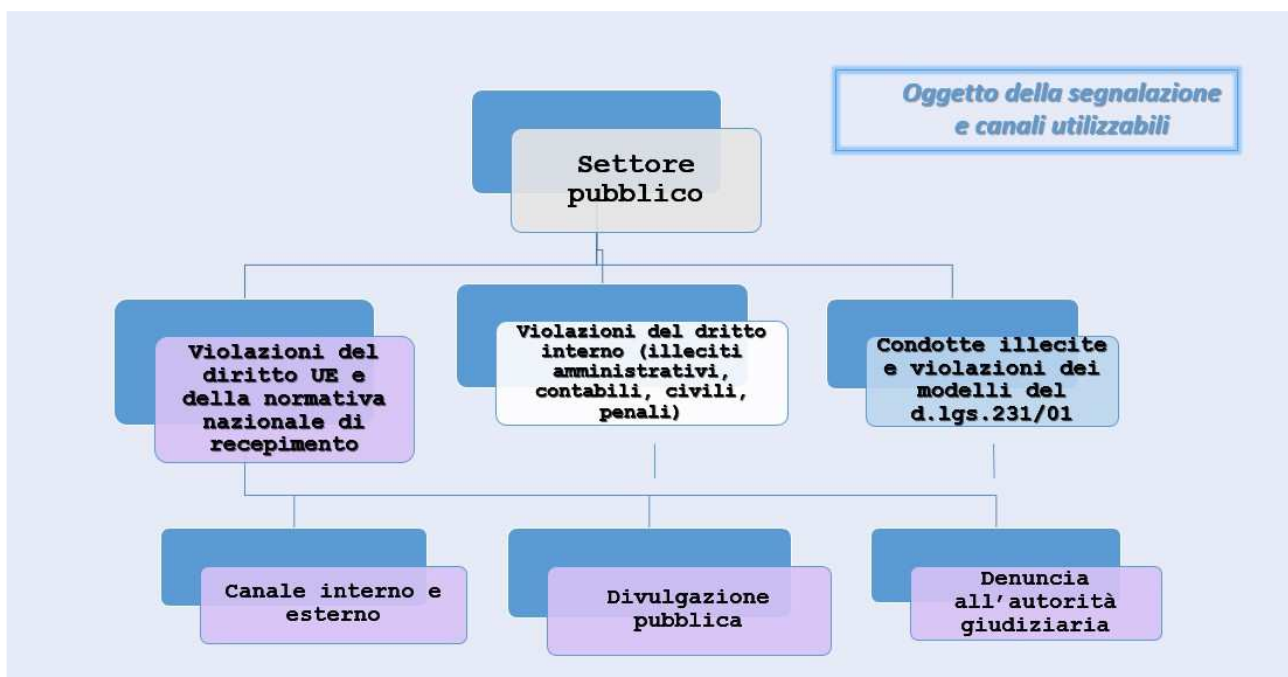 Oggetto della segnalazione
e canali utilizzabili
Settore
pubblico
Violazioni del
diritto UE e
della normativa
nazionale di
recepimento
Violazioni del dritto
interno (illeciti
amministrativi,
contabili, civili,
penali)
Condotte illecite
e violazioni dei
modelli del
d.lgs.231/01
Canale interno e
esterno
Divulgazione
pubblica
Denuncia
all'autorità
giudiziaria